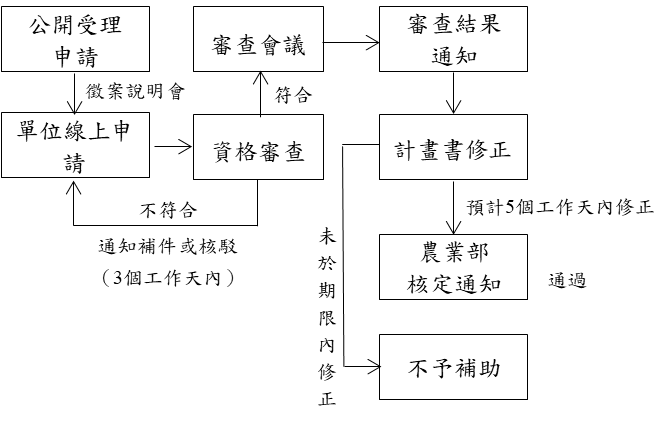 公開受理
申請
徵案說明會
單位線上申
請
資格審查
符合
不符合
通知補件或核駁
（3個工作天內）
審查會議
審查結果
通知
計畫書修正
預計5個工作天內修正
農業部
核定通知
通過
未於期限內修正
不予補助